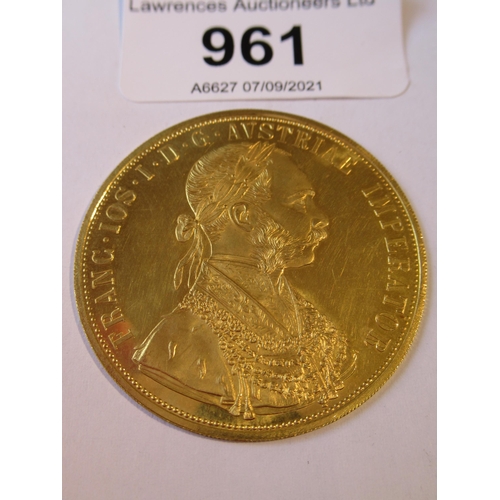 Lawrences Auctioneers Ltd
961
A6627 07/09/2021
FRANC·IOS·I·D·G·AVSTRIAE IMPERATOR